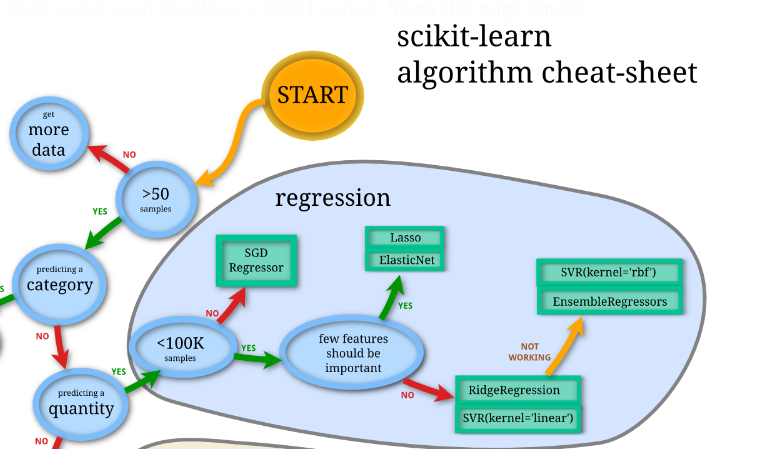 2022, scikit-learn developers (BSD License). Show this page source
scikit-learn
algorithm cheat-sheet
START
get
more
data
NO
>50
samples
YES
regression
predicting a
category
S
NO
SGD
Regressor
NO
Lasso
ElasticNet
YES
SVR(kernel='rbf')
EnsembleRegressors
<100K
samples
YES
few features
should be
important
NOT
WORKING
predicting a
quantity
YES
NO
RidgeRegression
SVR(kernel='linear')
NO